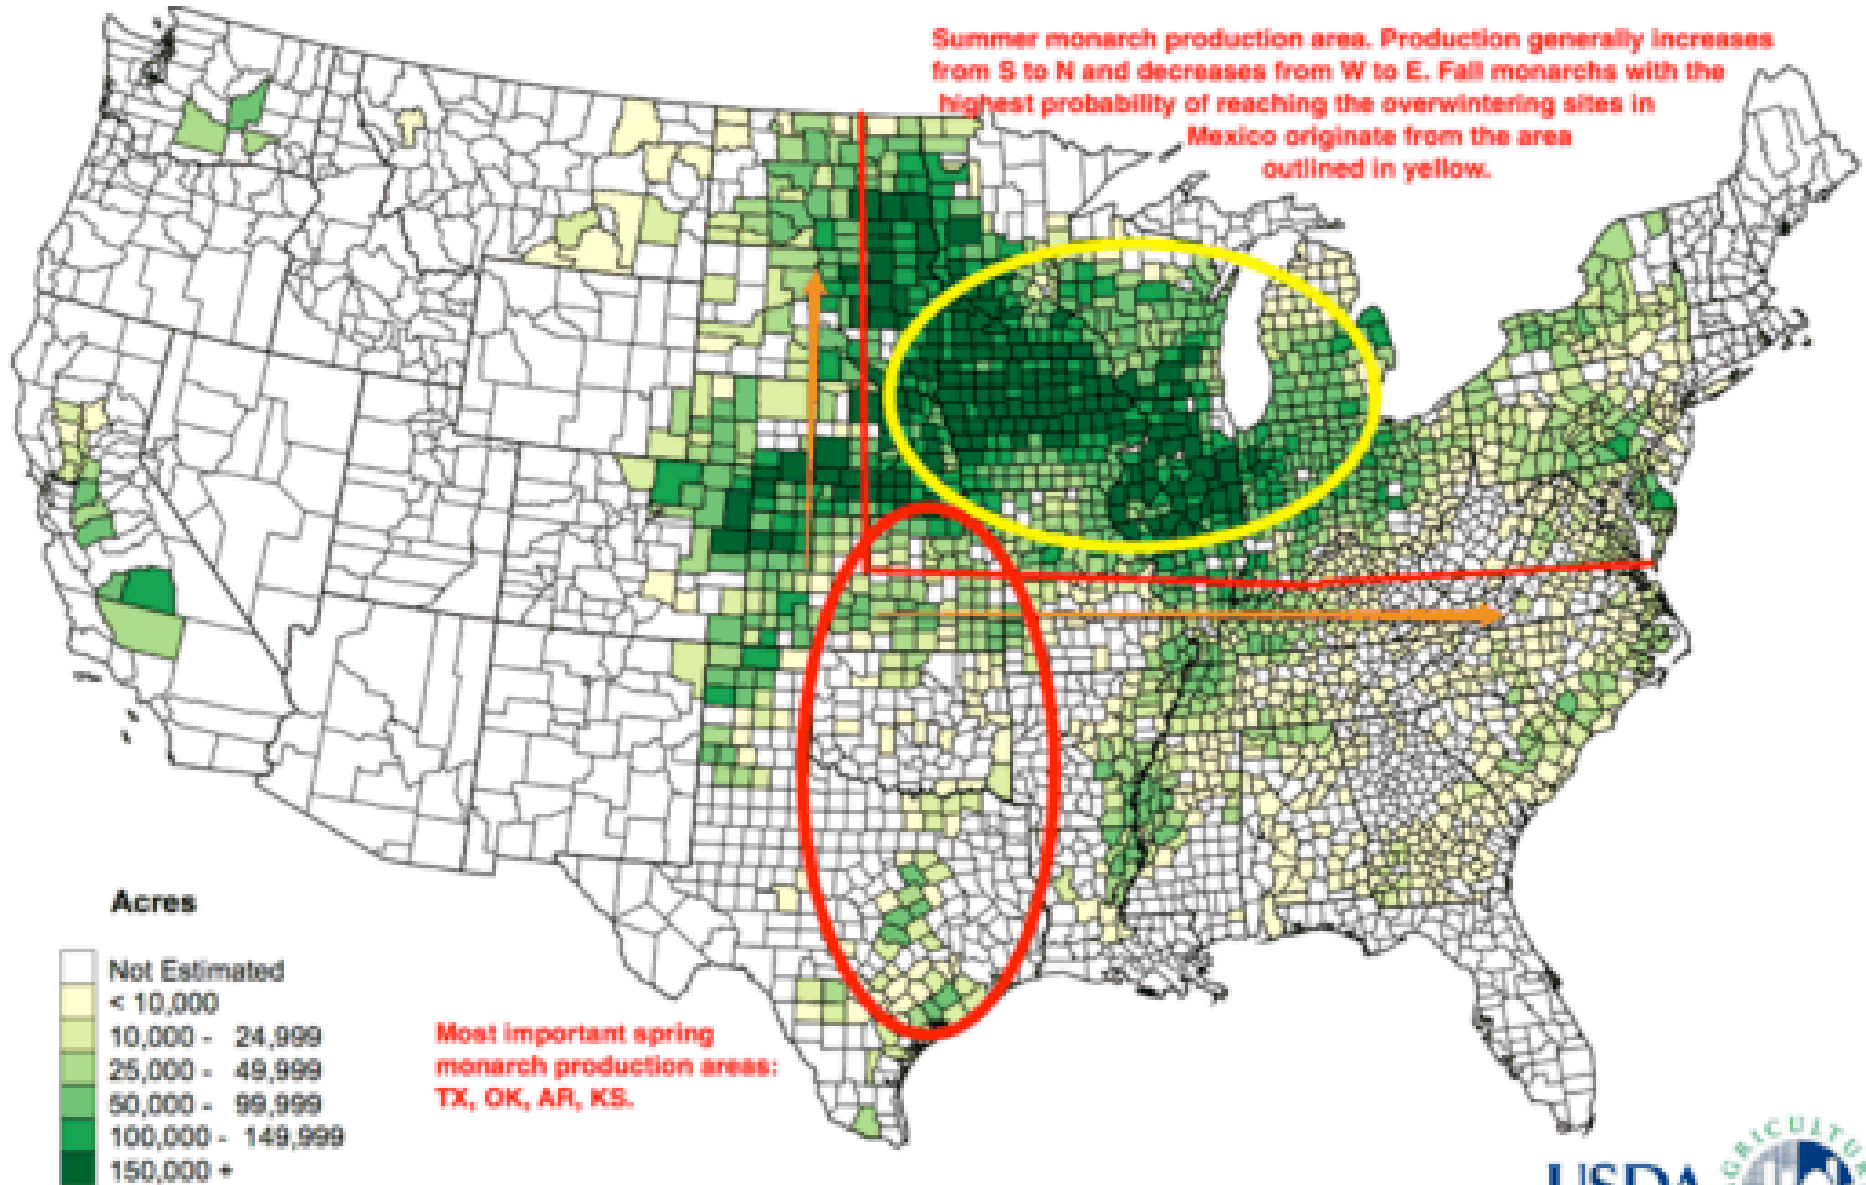 Summer monarch production area. Production generally increases
from S to N and decreases from W to E. Fall monarchs with the
highest probability of reaching the overwintering sites in
Mexico originate from the area
outlined in yellow.
Acres
Not Estimated
< 10,000
10,000 - 24,999
25,000 - 49,999
50,000 - 99,999
100,000 - 149,999
150,000 +
Most important spring
monarch production areas:
TX, OK, AR, KS.
USDA
RICULTU